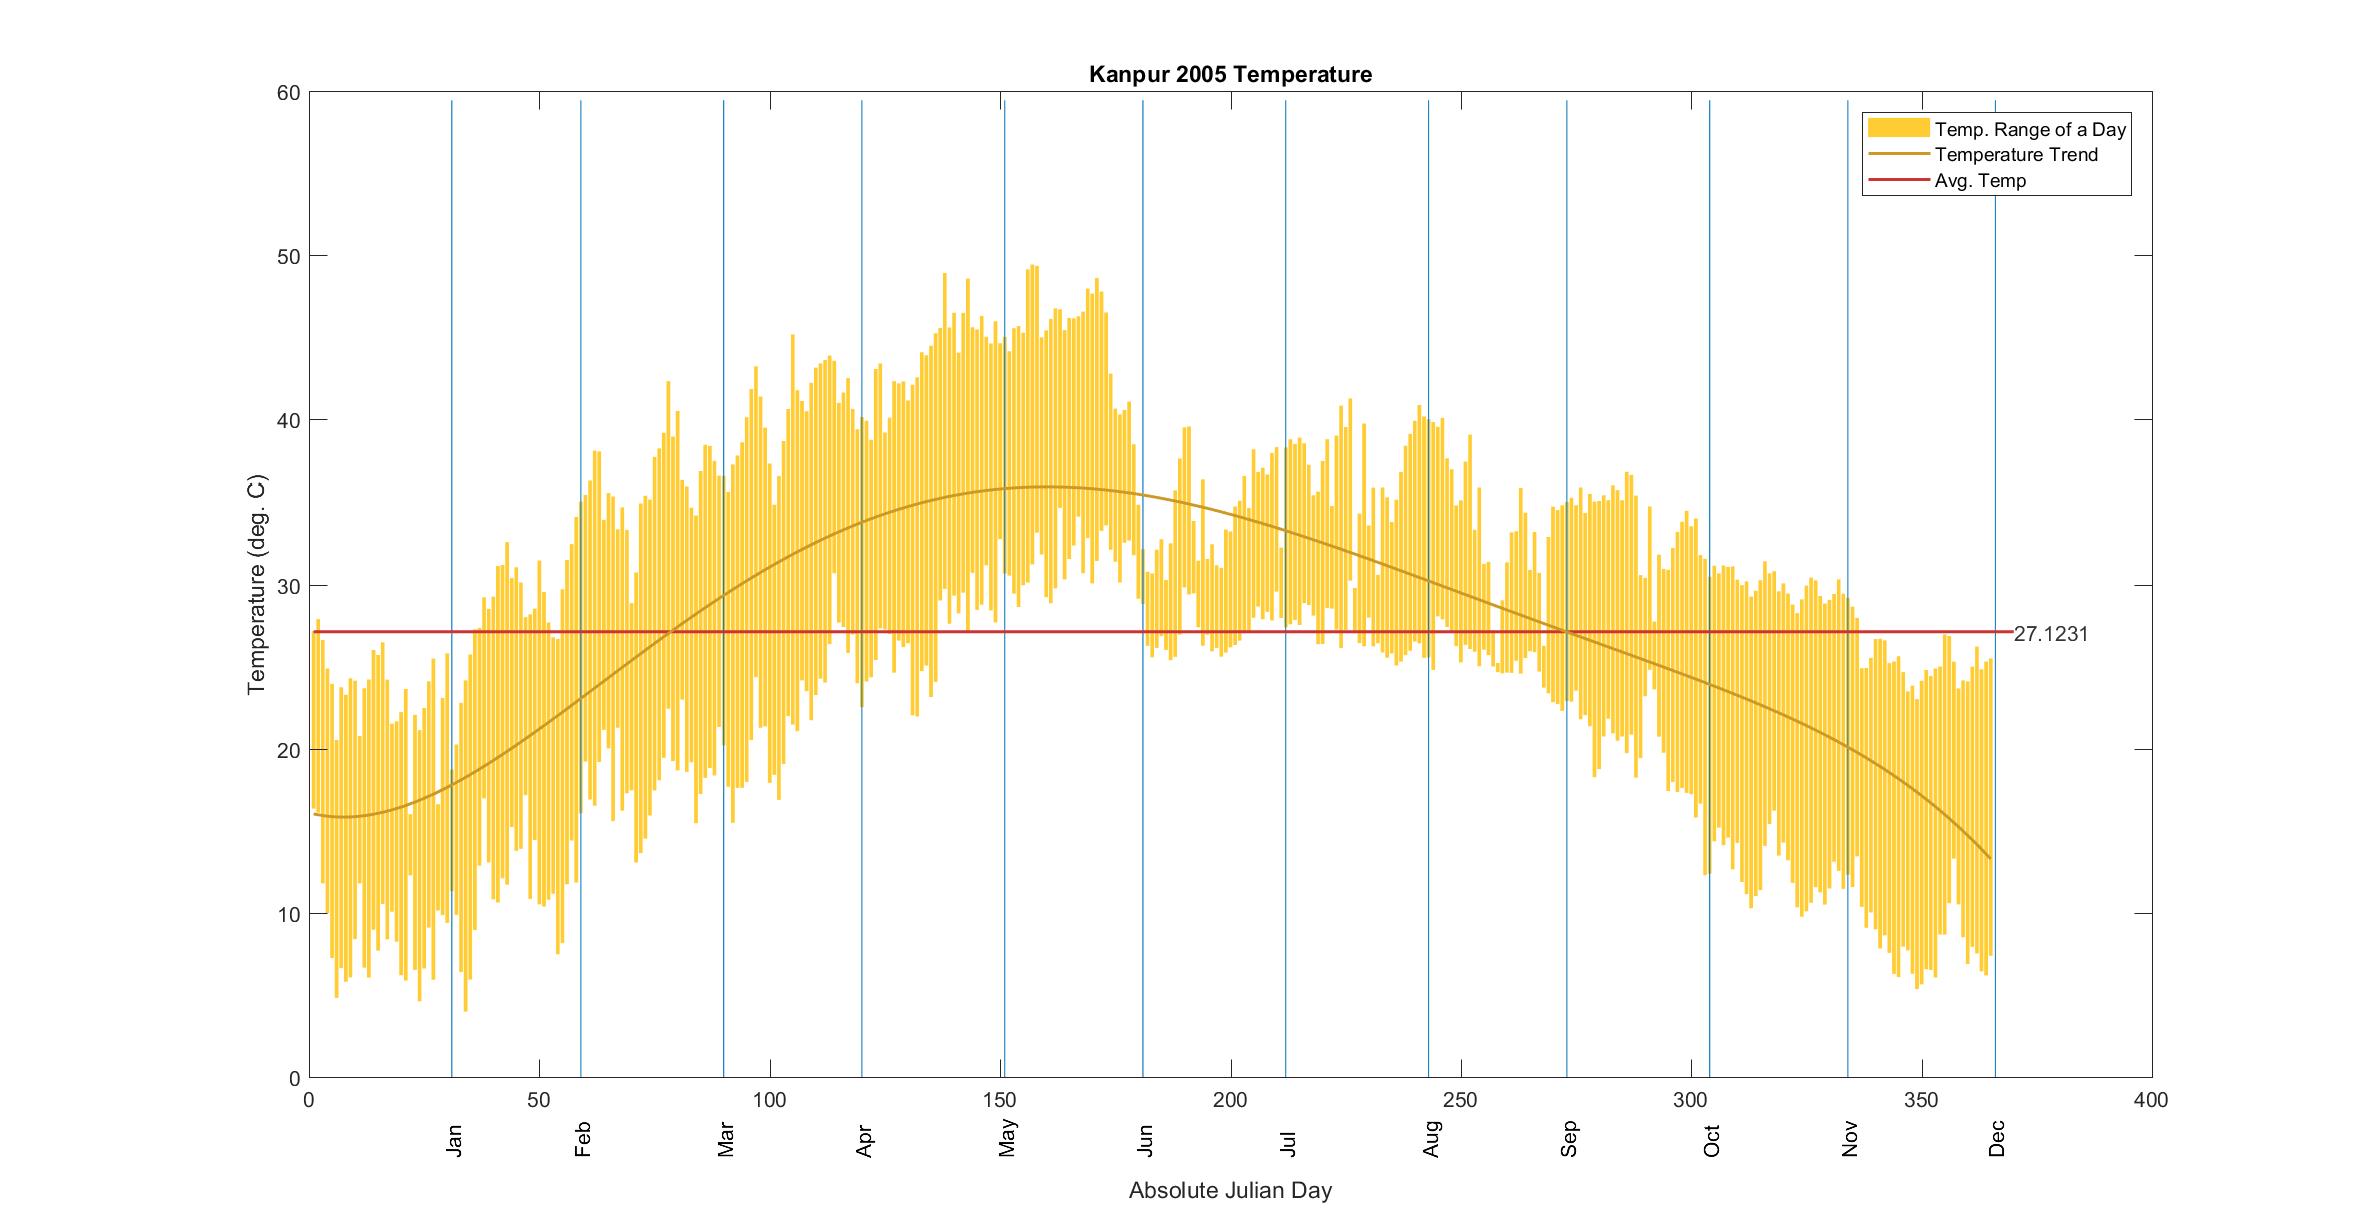 Kanpur 2005 Temperature
60
50
40
30
20
10
0
Temperature (deg. C)
Temp. Range of a Day
Temperature Trend
Avg. Temp
27.1231
0 50 100 150 200 250 300 350 400
Jan Feb Mar Apr May Jun Jul Aug Sep Oct Nov Dec
Absolute Julian Day